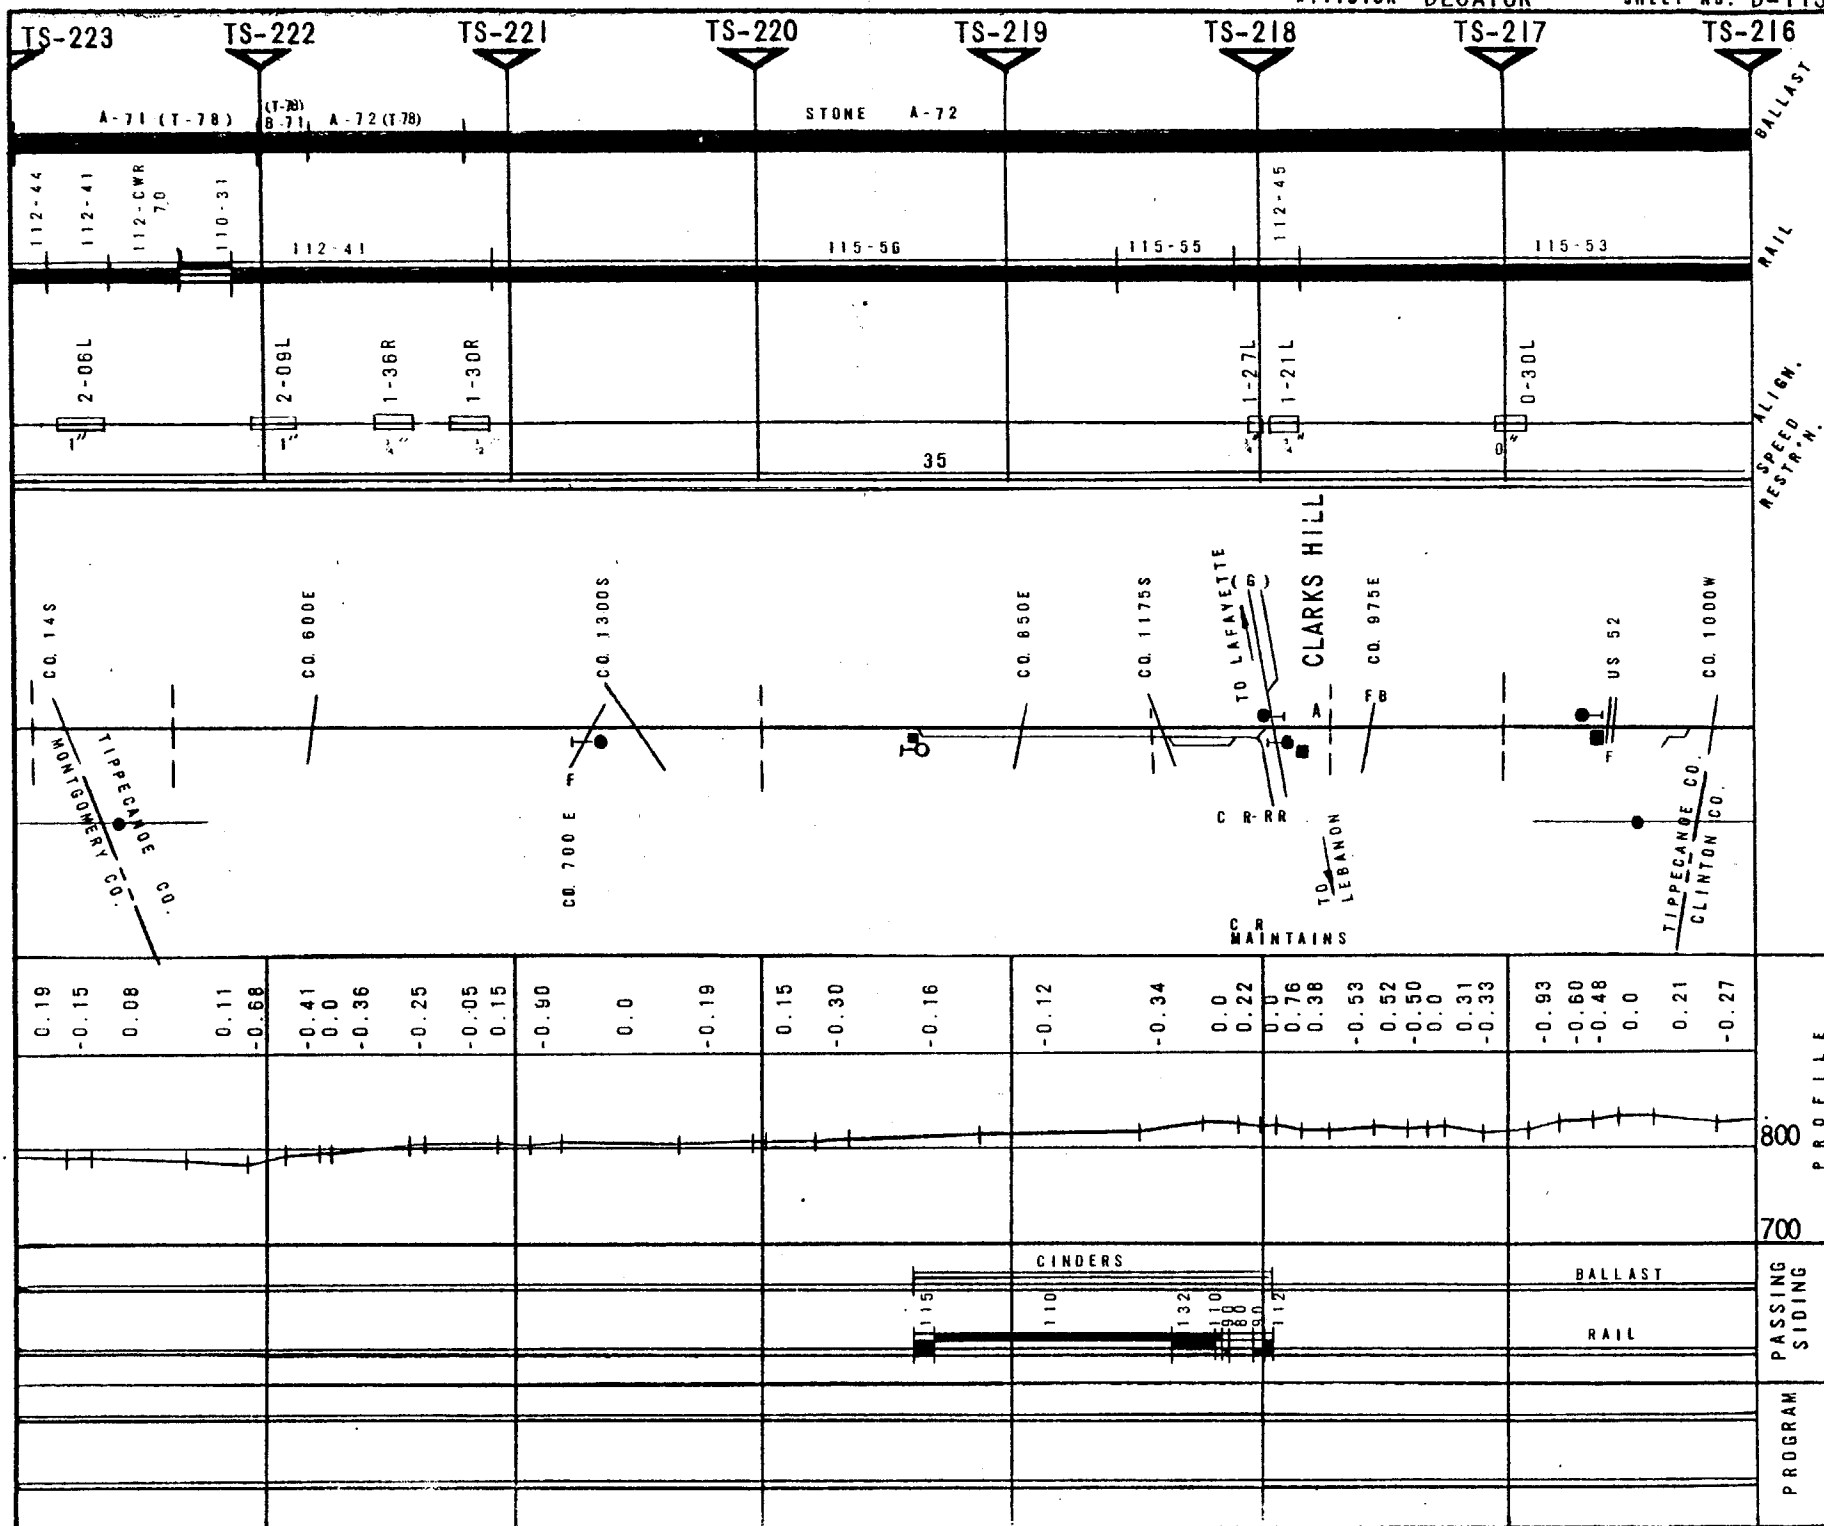 DECATUR
TS-223 TS-222 TS-221 TS-220 TS-219 TS-218 TS-217 TS-216
BALLAST
A-71 (T-78)
(T-78)
B-71
A-72 (T-78)
STONE A-72
RAIL
112-44
112-41
112-CWR
70
110-31
112-41
115-56
115-55
112-45
115-53
ALIGN.
2-06L
2-09L
1-36R
1-30R
1-27L
1-21L
0-30L
1"
1"
SPEED
RESTR'N.
35
CO. 14S
CO. 600E
CO. 1300S
CO. 850E
CO. 1175S
TO LAFAYETTE
(6)
CLARKS HILL
CO. 975E
US 52
CO. 1000W
A
FB
F
F
MONTGOMERY CO.
TIPPECANOE CO.
CO. 700 E
C R-RR
TO
LEBANON
TIPPECANOE CO.
CLINTON CO.
C R
MAINTAINS
0.19
-0.15
0.08
0.11
-0.68
-0.41
0.0
-0.36
-0.25
-0.05
0.15
-0.90
0.0
-0.19
0.15
-0.30
-0.16
-0.12
-0.34
0.0
0.22
0.0
0.76
0.38
-0.53
0.52
-0.50
0.0
0.31
-0.33
-0.93
-0.60
-0.48
0.0
0.21
-0.27
PROFILE
800
700
CINDERS
BALLAST
115
110
132
110
90
80
90
112
RAIL
PASSING
SIDING
PROGRAM